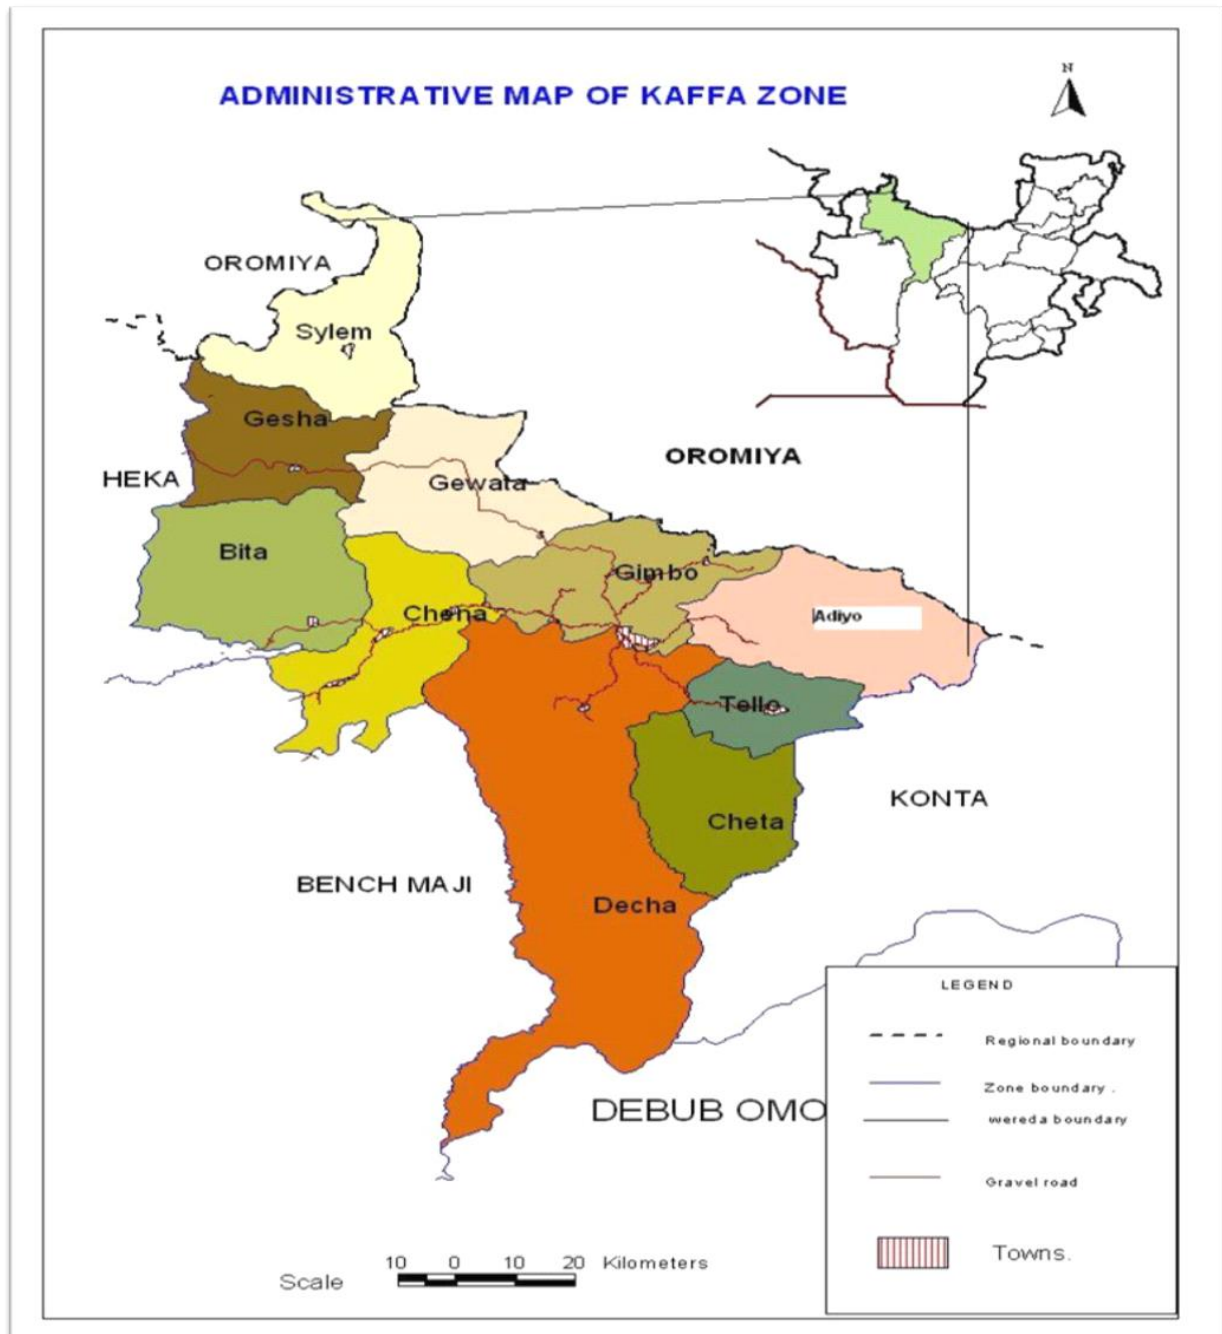 ADMINISTRATIVE MAP OF KAFFA ZONE
N
OROMIYA
Sylem
Gesha
OROMIYA
HEKA
Gewata
Bita
Gimbo
Chena
Adiyo
Tello
KONTA
Cheta
BENCH MAJI
Decha
LEGEND
Regional boundary
Zone boundary .
wereda boundary
DEBUB OMO
Gravel road
Towns.
10 0 10 20 Kilometers
Scale